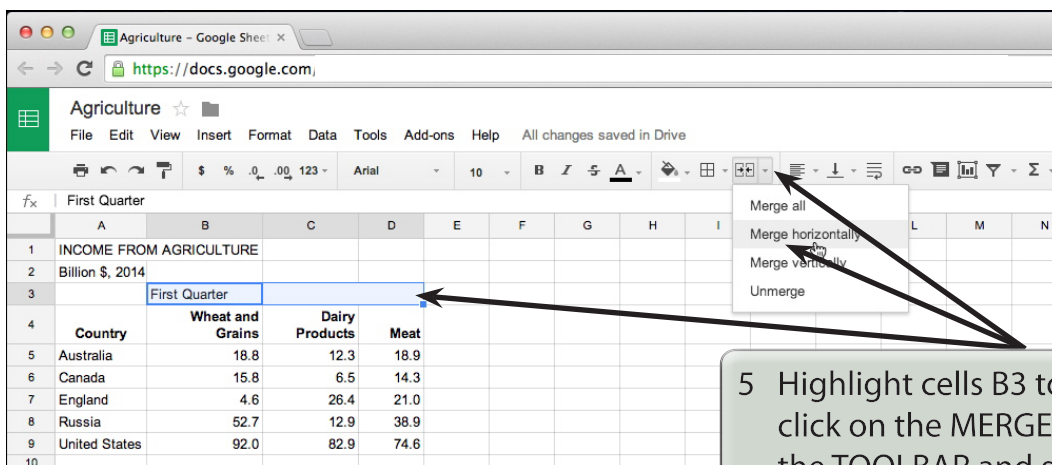 Agriculture - Google Sheet ×
https://docs.google.com/
Agriculture
File Edit View Insert Format Data Tools Add-ons Help All changes saved in Drive
$ % .0 .00 123 Arial 10 B I S A Σ
fx First Quarter
A B C D E F G H I L M N
Merge all
Merge horizontally
Merge vertically
Unmerge
1 INCOME FROM AGRICULTURE
2 Billion $, 2014
3 First Quarter
4 Country Wheat and Grains Dairy Products Meat
5 Australia 18.8 12.3 18.9
6 Canada 15.8 6.5 14.3
7 England 4.6 26.4 21.0
8 Russia 52.7 12.9 38.9
9 United States 92.0 82.9 74.6
10
5 Highlight cells B3 to
click on the MERGE
the TOOLBAR and